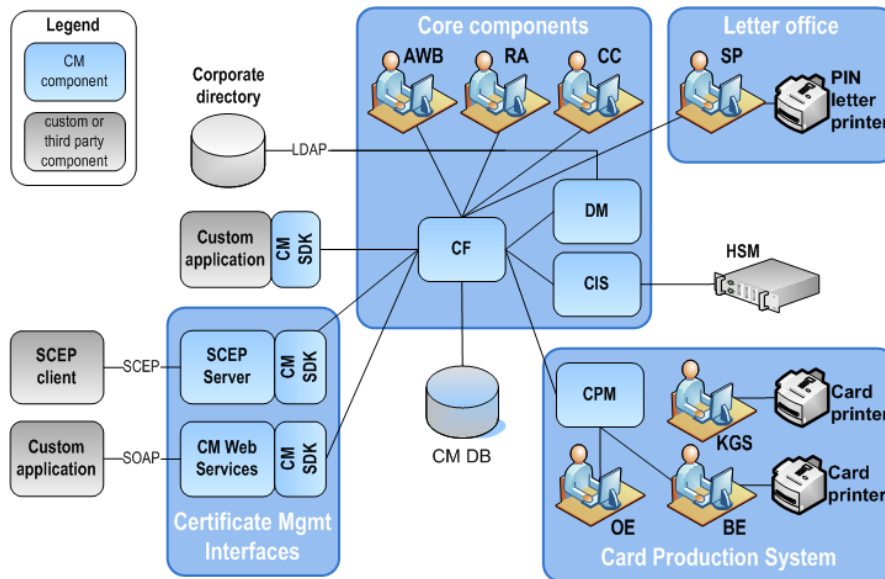 Legend
CM
component
custom or
third party
component
Corporate
directory
LDAP
Core components
AWB
RA
CC
Letter office
SP
PIN
letter
printer
Custom
application
CM
SDK
CF
DM
CIS
HSM
SCEP
client
SCEP
SCEP
Server
CM
SDK
Custom
application
SOAP
CM Web
Services
CM
SDK
Certificate Mgmt
Interfaces
CM DB
CPM
KGS
Card
printer
OE
BE
Card
printer
Card Production System